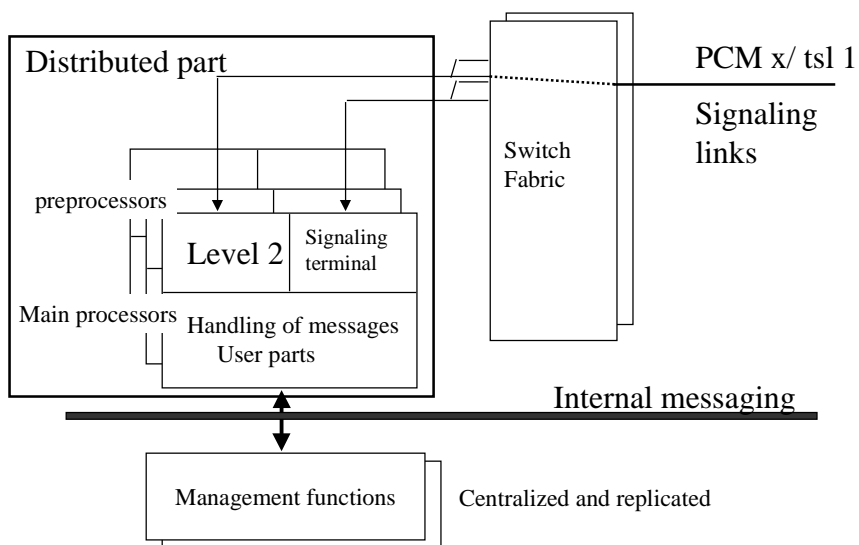 Distributed part
PCM x/ tsl 1
Signaling
links
Switch
Fabric
preprocessors
Level 2
Signaling
terminal
Main processors
Handling of messages
User parts
Internal messaging
Management functions
Centralized and replicated